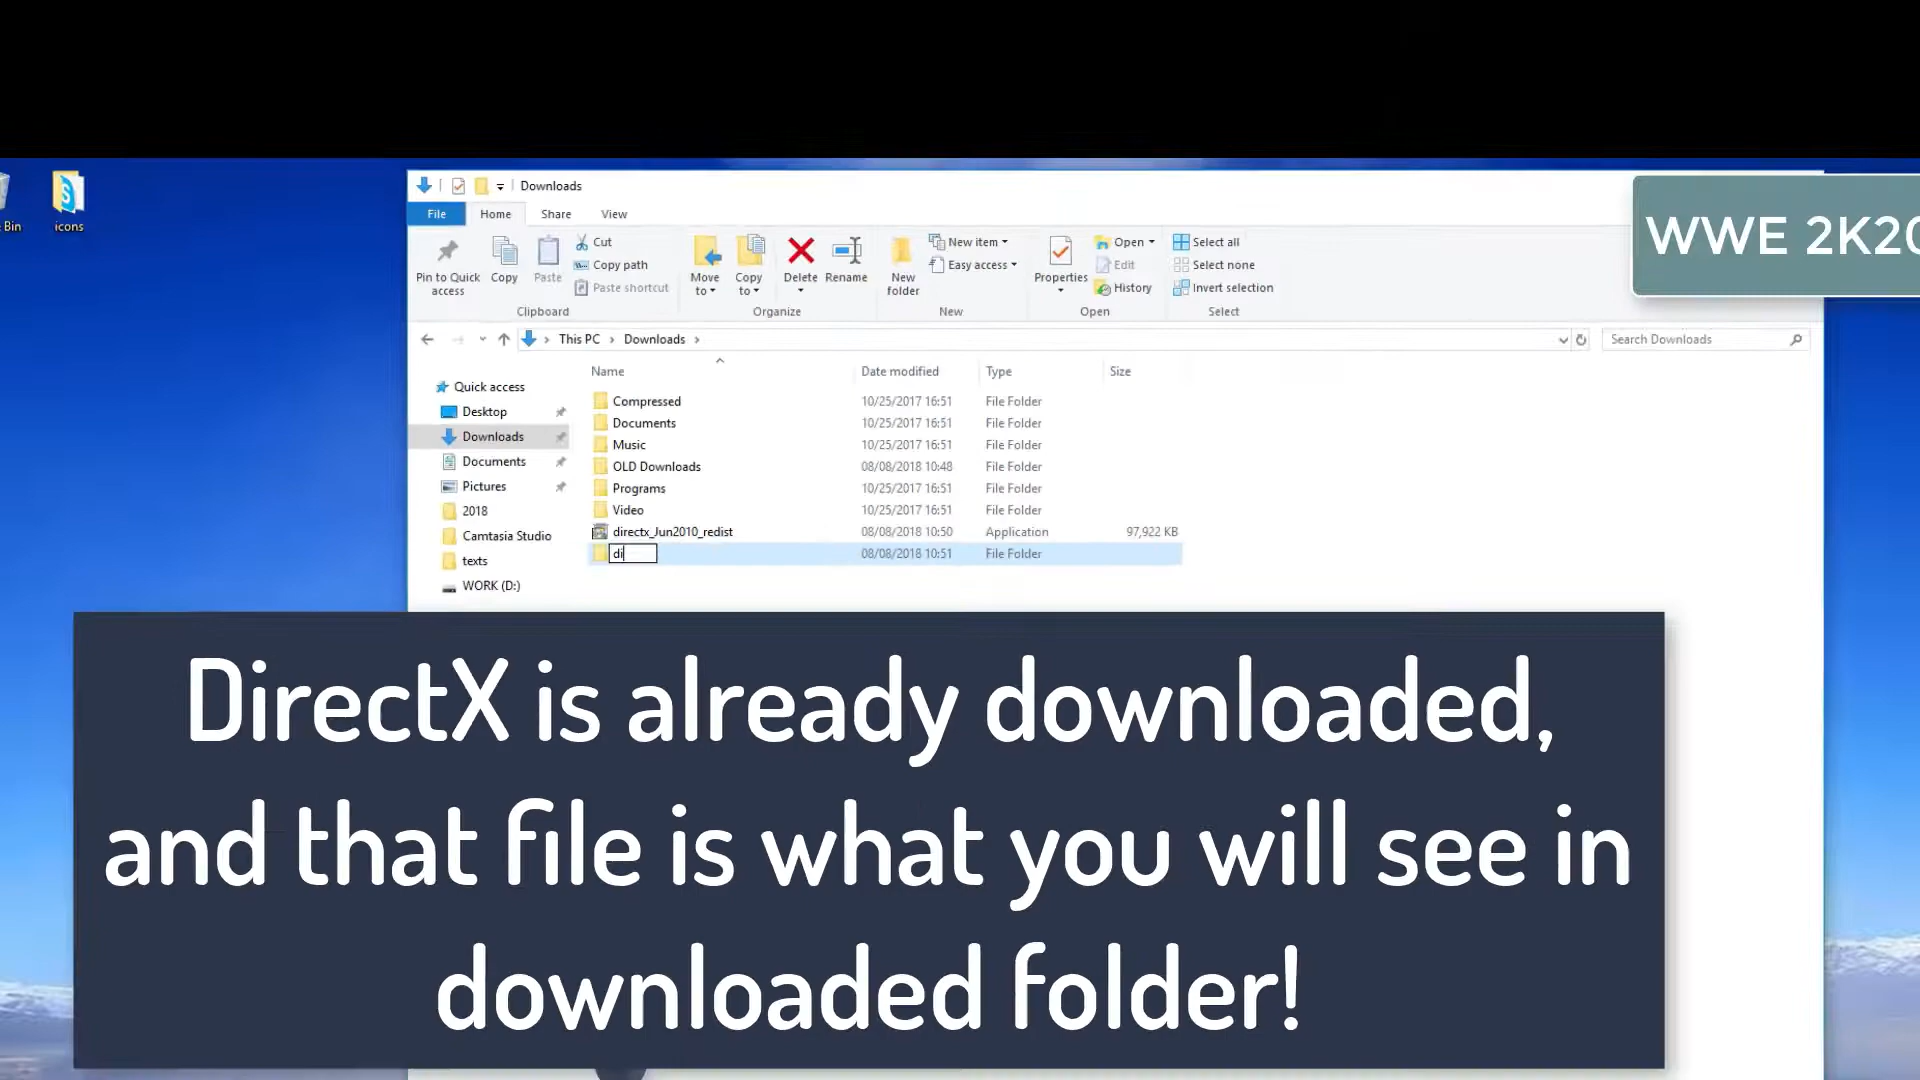 Downloads
File Home Share View
Pin to Quick access
Copy
Paste
Cut
Copy path
Paste shortcut
Clipboard
Move to
Copy to
Delete
Rename
Organize
New folder
New item
Easy access
New
Properties
Open
Edit
History
Open
Select all
Select none
Invert selection
Select
WWE 2K20
Bin
icons
This PC > Downloads >
Search Downloads
Quick access
Desktop
Downloads
Documents
Pictures
2018
Camtasia Studio
texts
WORK (D:)
Name Date modified Type Size
Compressed 10/25/2017 16:51 File Folder
Documents 10/25/2017 16:51 File Folder
Music 10/25/2017 16:51 File Folder
OLD Downloads 08/08/2018 10:48 File Folder
Programs 10/25/2017 16:51 File Folder
Video 10/25/2017 16:51 File Folder
directx_Jun2010_redist 08/08/2018 10:50 Application 97,922 KB
di 08/08/2018 10:51 File Folder
DirectX is already downloaded,
and that file is what you will see in
downloaded folder!